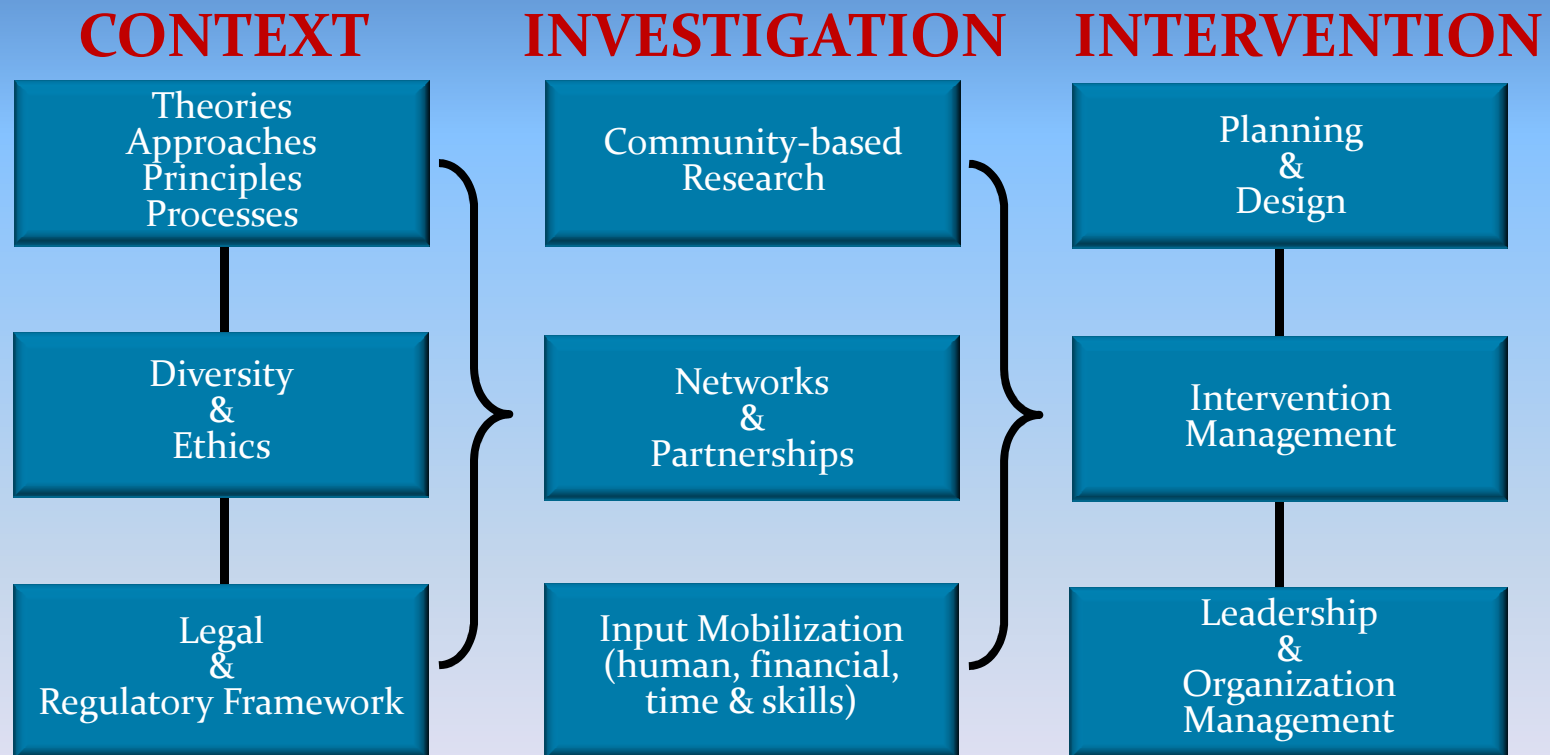 CONTEXT
Theories
Approaches
Principles
Processes
Diversity
&
Ethics
Legal
&
Regulatory Framework
INVESTIGATION
Community-based
Research
Networks
&
Partnerships
Input Mobilization
(human, financial,
time & skills)
INTERVENTION
Planning
&
Design
Intervention
Management
Leadership
&
Organization
Management